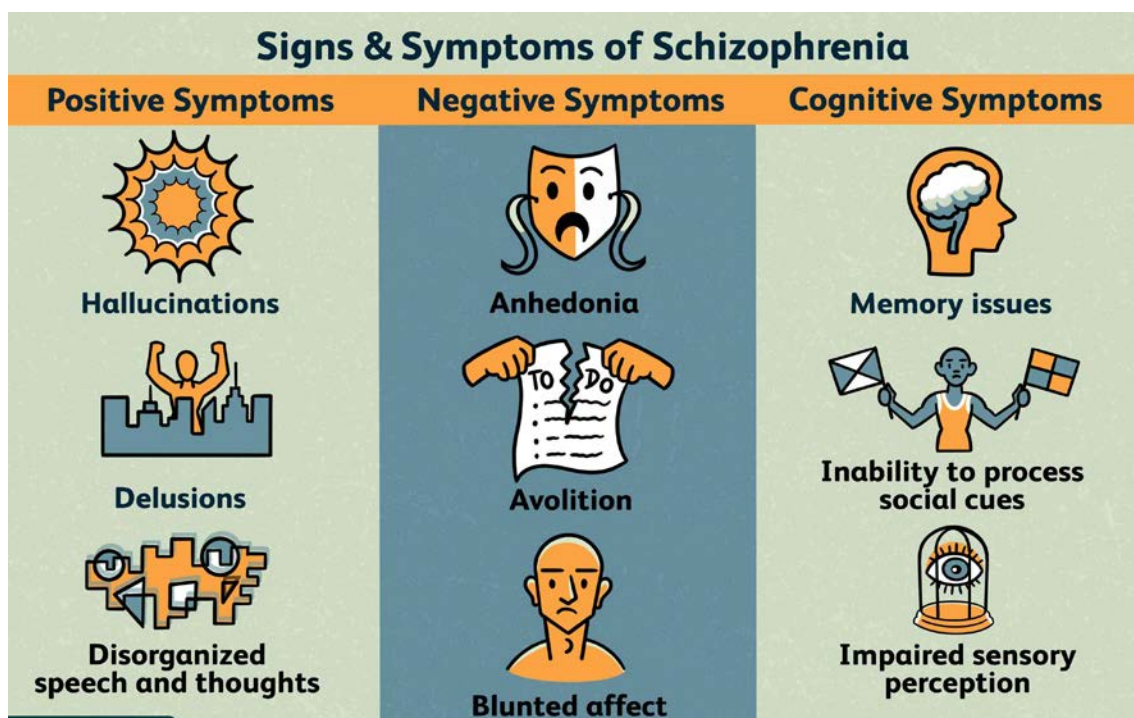 Signs & Symptoms of Schizophrenia
Positive Symptoms
Hallucinations
Delusions
Disorganized
speech and thoughts
Negative Symptoms
Anhedonia
TO DO
Avolition
Blunted affect
Cognitive Symptoms
Memory issues
Inability to process
social cues
Impaired sensory
perception